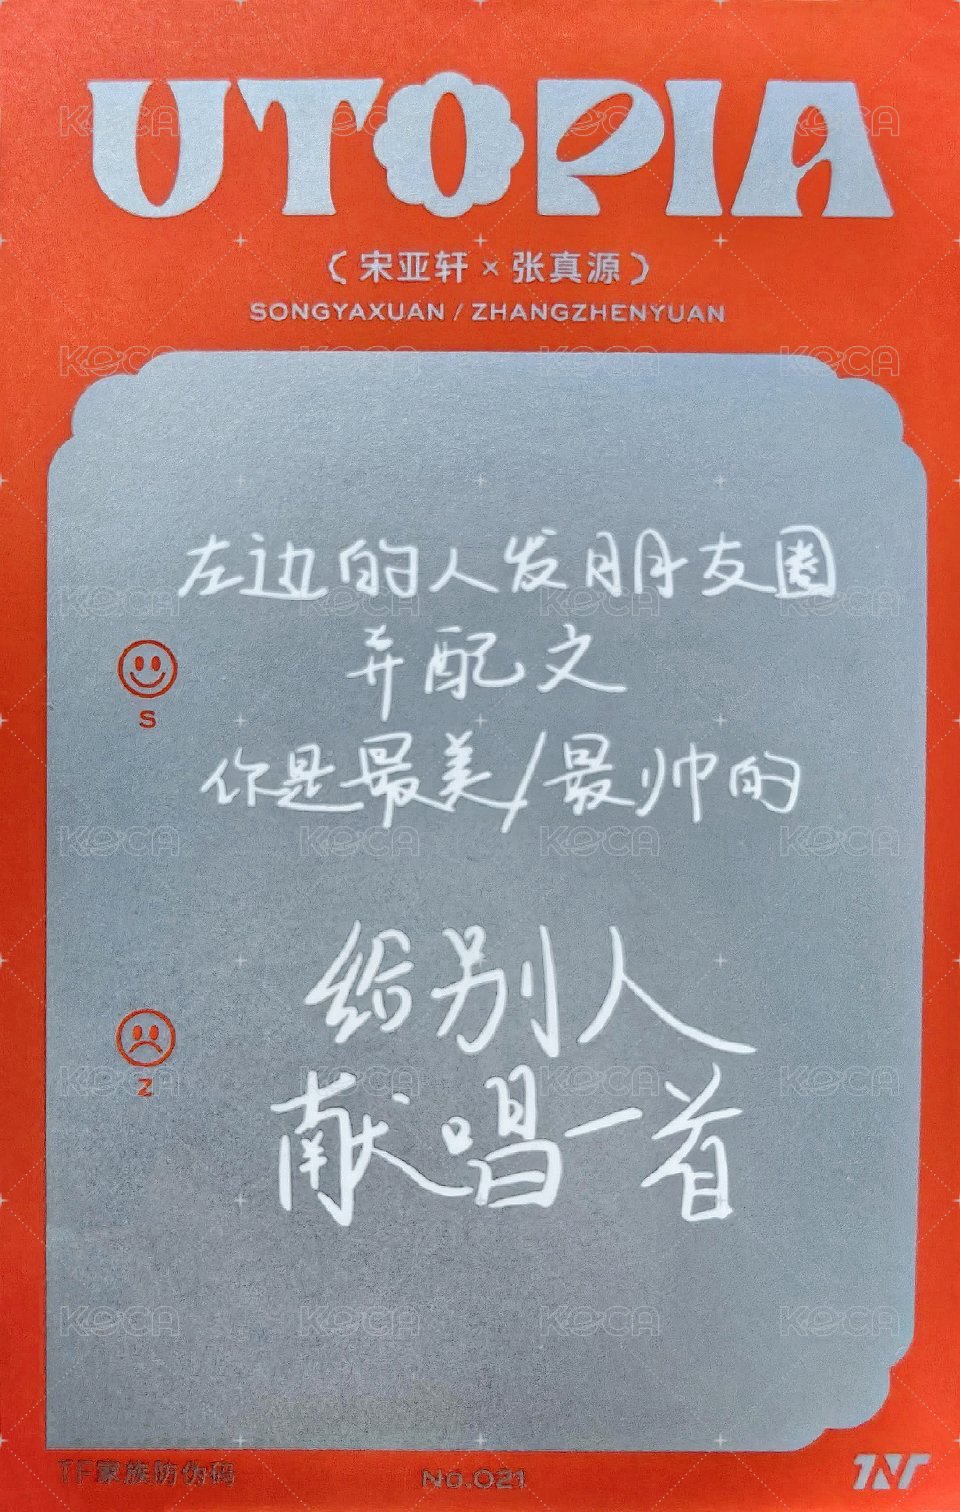 UTOPIA
（宋亚轩×张真源）
SONGYAXUAN / ZHANGZHENYUAN
左边的人发朋友圈
并配文
你是最美/最帅的
S
给别人
献唱一首
Z
TF家族防伪码
No.021
TNT
KOCA